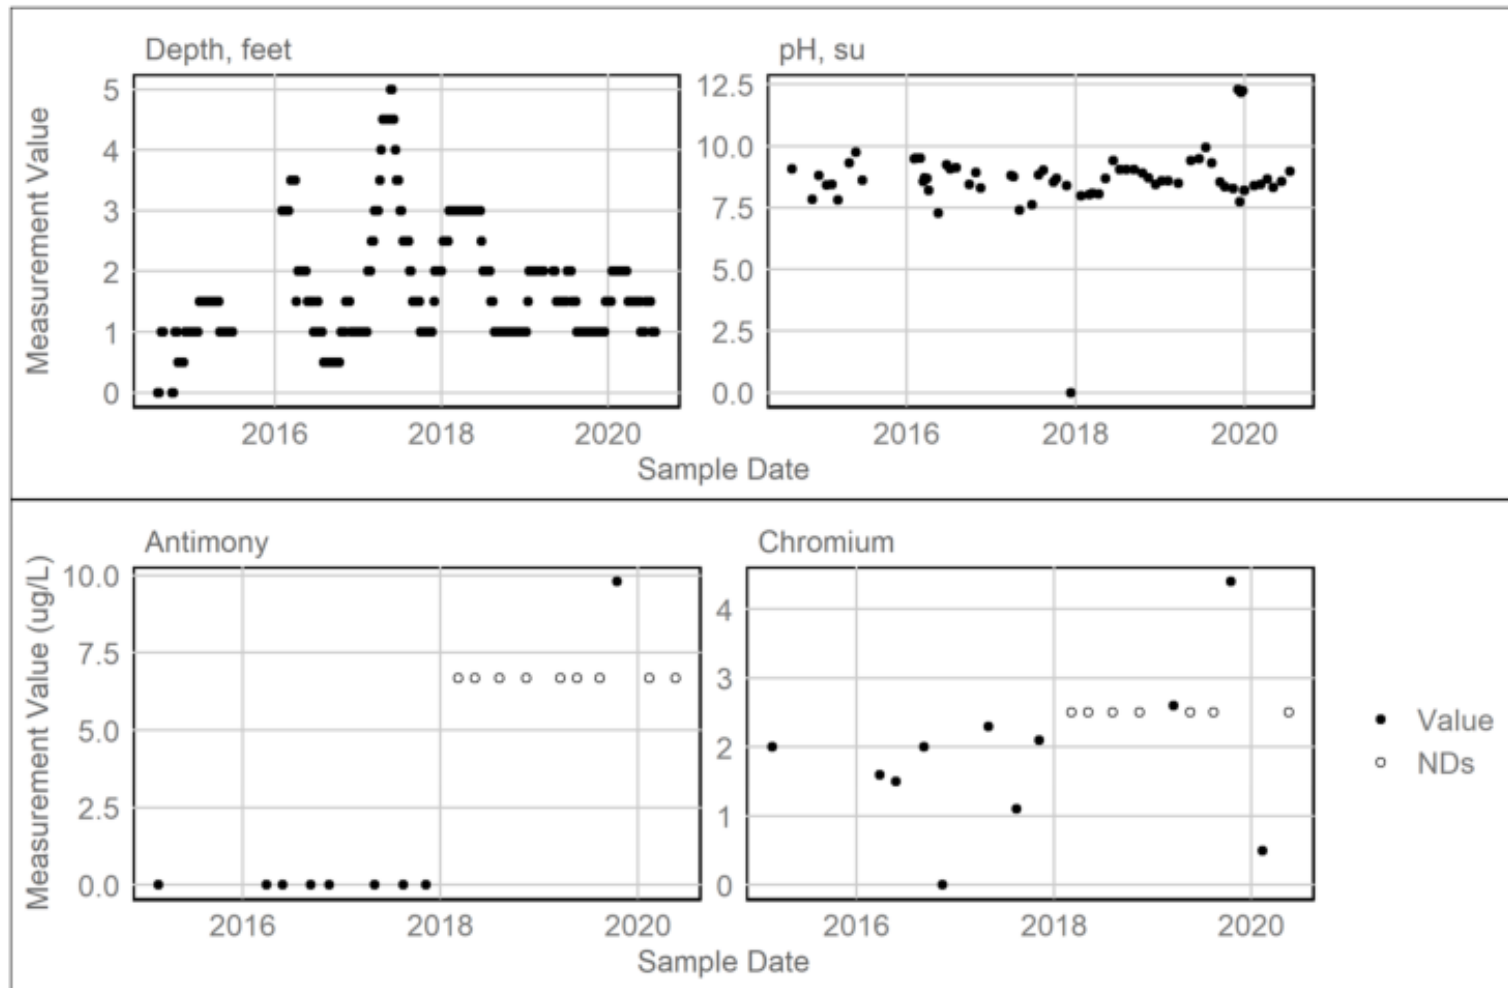 Depth, feet
pH, su
Measurement Value
5
4
3
2
1
0
12.5
10.0
7.5
5.0
2.5
0.0
2016 2018 2020
2016 2018 2020
Sample Date
Antimony
Chromium
Measurement Value (ug/L)
10.0
7.5
5.0
2.5
0.0
4
3
2
1
0
Value
NDs
2016 2018 2020
2016 2018 2020
Sample Date